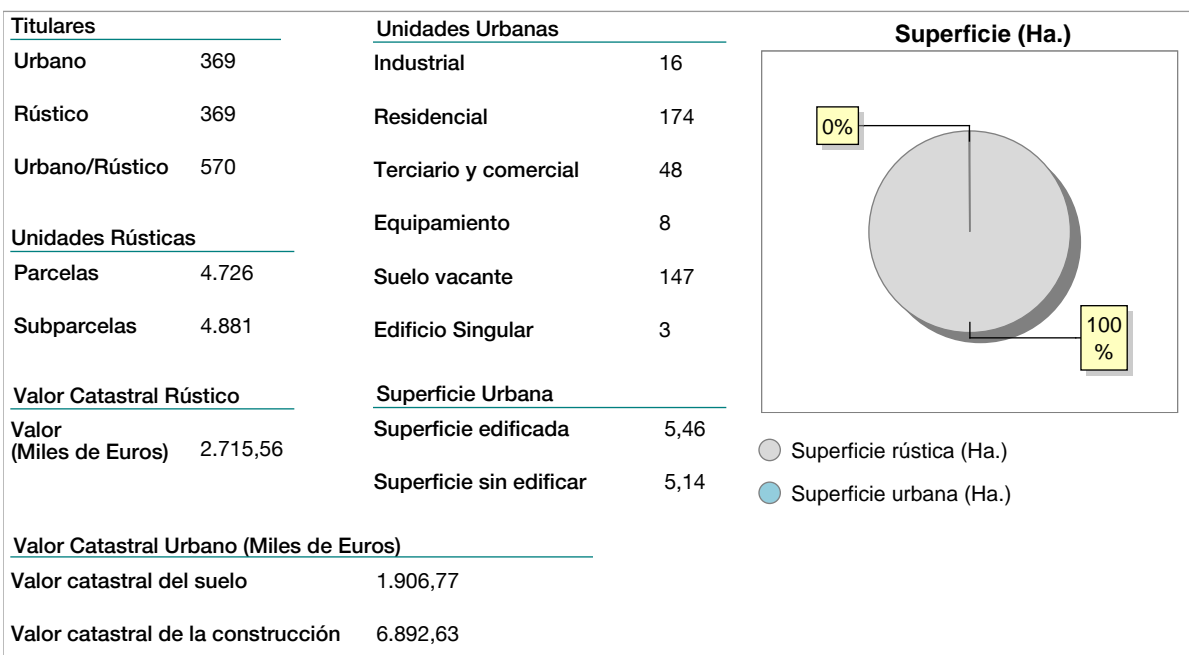 Titulares
Urbano 369
Rústico 369
Urbano/Rústico 570
Unidades Rústicas
Parcelas 4.726
Subparcelas 4.881
Valor Catastral Rústico
Valor
(Miles de Euros) 2.715,56
Unidades Urbanas
Industrial 16
Residencial 174
Terciario y comercial 48
Equipamiento 8
Suelo vacante 147
Edificio Singular 3
Superficie Urbana
Superficie edificada 5,46
Superficie sin edificar 5,14
Valor Catastral Urbano (Miles de Euros)
Valor catastral del suelo 1.906,77
Valor catastral de la construcción 6.892,63
Superficie (Ha.)
0%
100
%
Superficie rústica (Ha.)
Superficie urbana (Ha.)